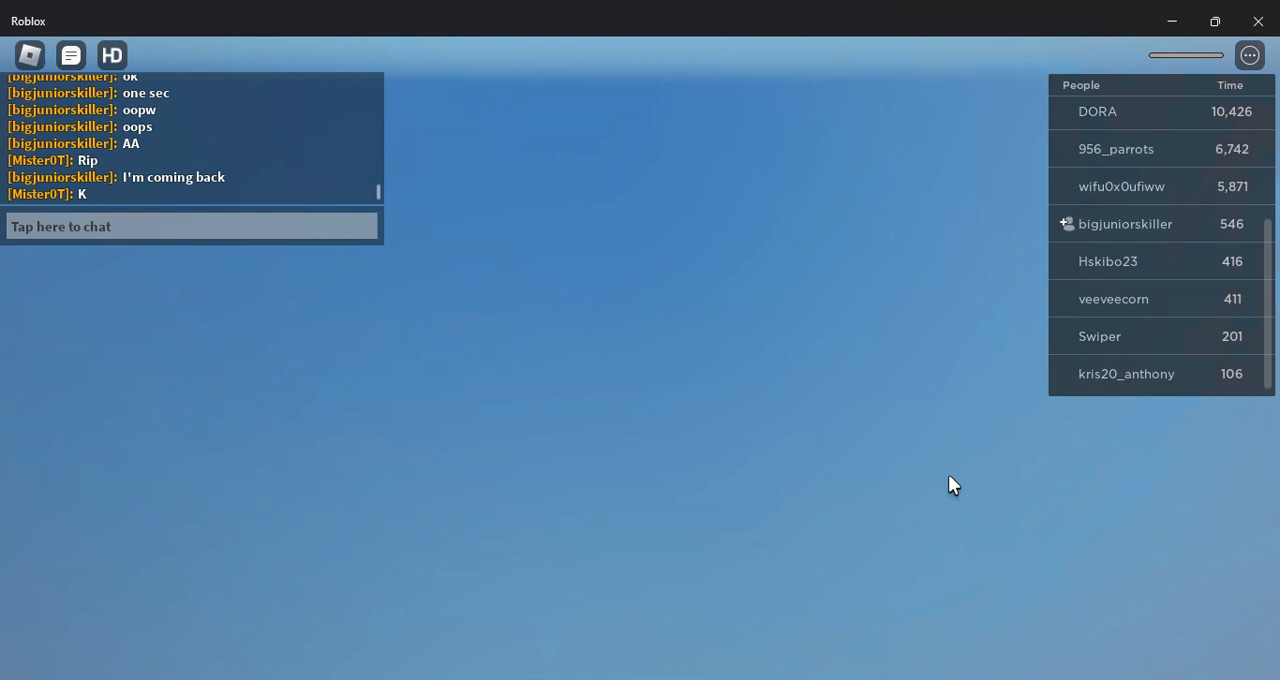 Roblox
HD
[bigjuniorskiller]: ok
[bigjuniorskiller]: one sec
[bigjuniorskiller]: oopw
[bigjuniorskiller]: oops
[bigjuniorskiller]: AA
[Mister0T]: Rip
[bigjuniorskiller]: I'm coming back
[Mister0T]: K
Tap here to chat
People Time
DORA 10,426
956_parrots 6,742
wifu0x0ufiww 5,871
bigjuniorskiller 546
Hskibo23 416
veeveecorn 411
Swiper 201
kris20_anthony 106